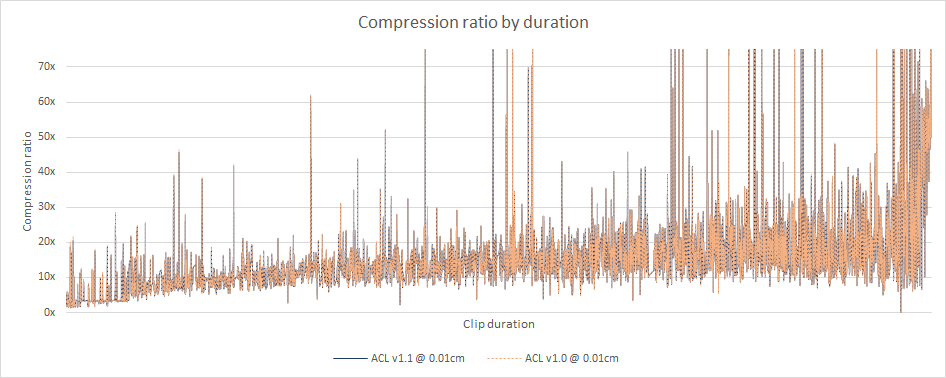 Compression ratio by duration
70x
60x
50x
40x
30x
20x
10x
0x
Compression ratio
Clip duration
ACL v1.1 @ 0.01cm
ACL v1.0 @ 0.01cm